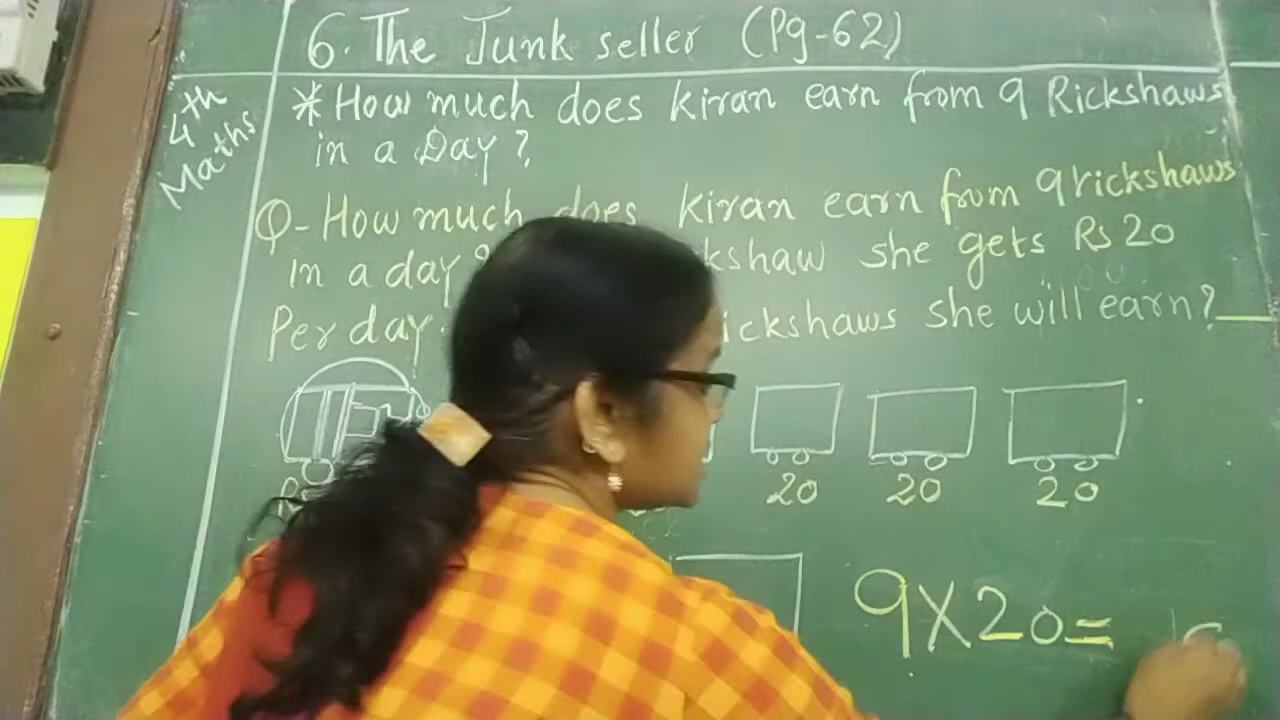 6. The Junk seller (Pg-62)
4th Maths
* How much does kiran earn from 9 Rickshaws
in a Day?
Q- How much does kiran earn from 9 rickshaws
in a day kshaw she gets Rs 20
Per day. ickshaws she will earn?
20 20 20
9X20=